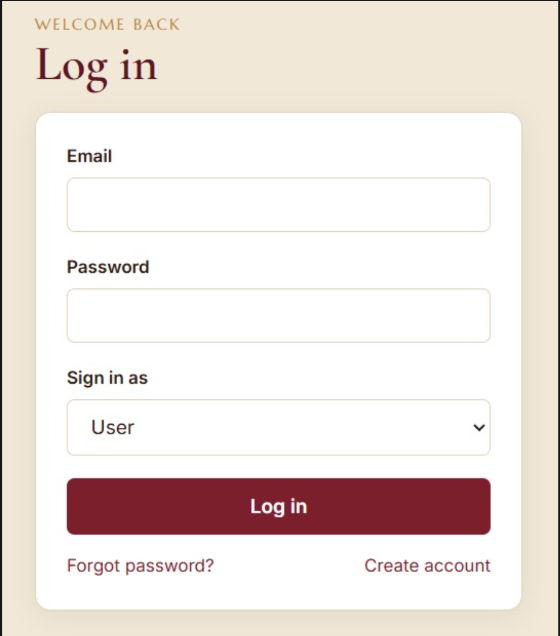 WELCOME BACK
Log in
Email
Password
Sign in as
User
Log in
Forgot password? Create account